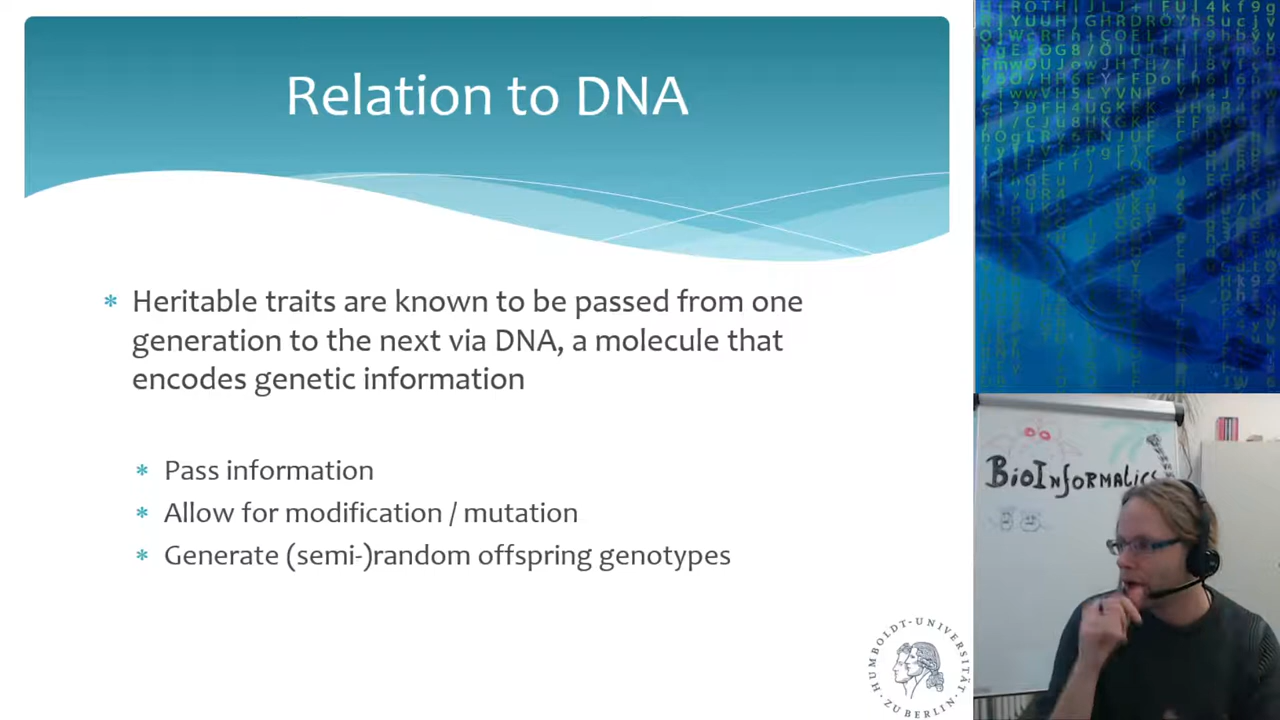 Relation to DNA
* Heritable traits are known to be passed from one
generation to the next via DNA, a molecule that
encodes genetic information
* Pass information
* Allow for modification / mutation
* Generate (semi-)random offspring genotypes
HUMBOLDT-UNIVERSITÄT
ZU BERLIN
BIOINFORMATICS